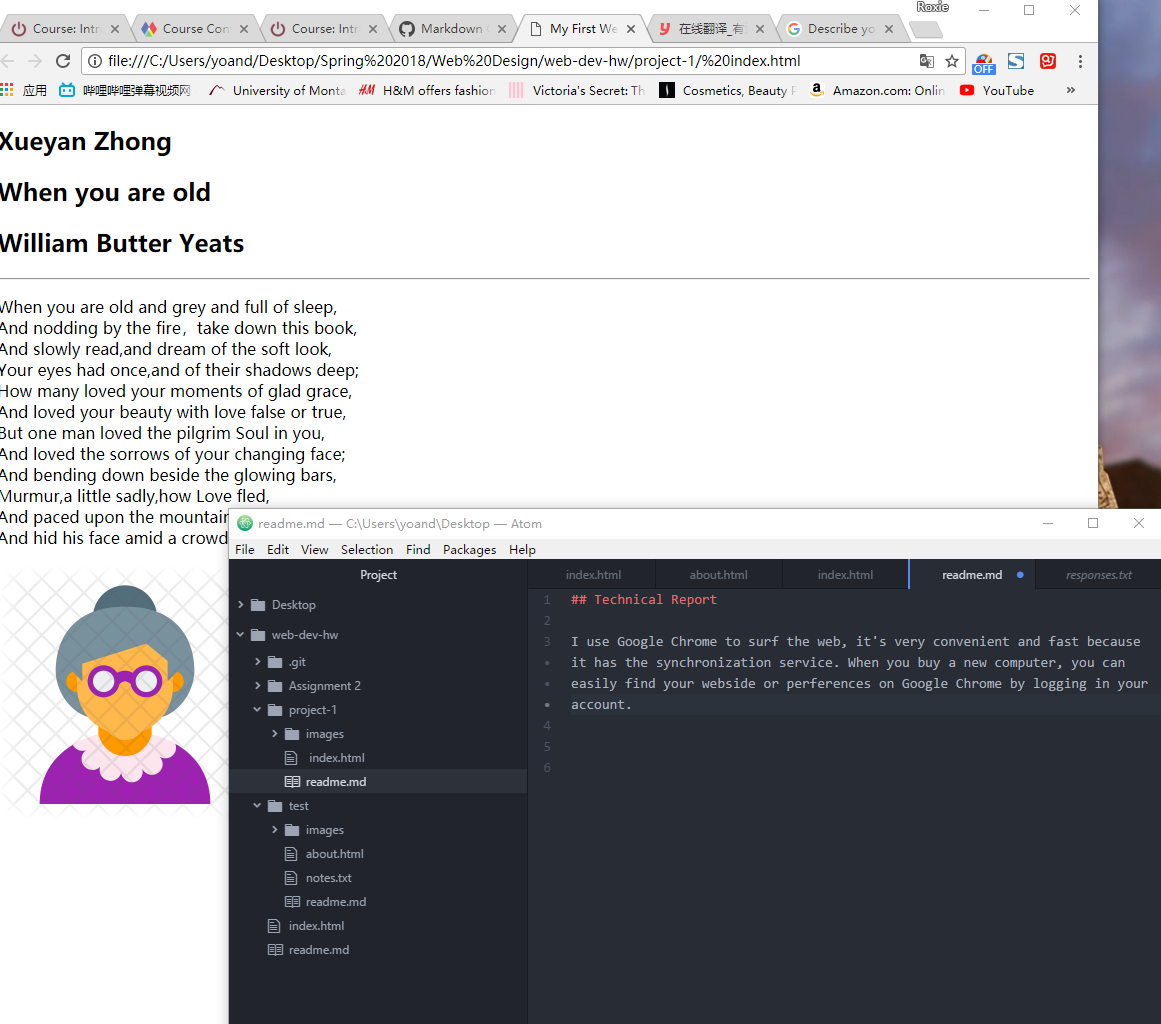 Roxie
Course: Intr
Course Con
Course: Intr
Markdown
My First We
在线翻译_有
Describe yo
file:///C:/Users/yoand/Desktop/Spring%202018/Web%20Design/web-dev-hw/project-1/%20index.html
OFF
应用
哔哩哔哩弹幕视频网
University of Monta
H&M offers fashion
Victoria's Secret: Th
Cosmetics, Beauty F
Amazon.com: Onlin
YouTube
»
Xueyan Zhong
When you are old
William Butter Yeats
When you are old and grey and full of sleep,
And nodding by the fire，take down this book,
And slowly read,and dream of the soft look,
Your eyes had once,and of their shadows deep;
How many loved your moments of glad grace,
And loved your beauty with love false or true,
But one man loved the pilgrim Soul in you,
And loved the sorrows of your changing face;
And bending down beside the glowing bars,
Murmur,a little sadly,how Love fled,
And paced upon the mountain
And hid his face amid a crowd
readme.md — C:\Users\yoand\Desktop — Atom
File Edit View Selection Find Packages Help
Project
Desktop
web-dev-hw
.git
Assignment 2
project-1
images
index.html
readme.md
test
images
about.html
notes.txt
readme.md
index.html
readme.md
index.html
about.html
index.html
readme.md
responses.txt
1 ## Technical Report
2
3 I use Google Chrome to surf the web, it's very convenient and fast because
• it has the synchronization service. When you buy a new computer, you can
• easily find your webside or perferences on Google Chrome by logging in your
• account.
4
5
6